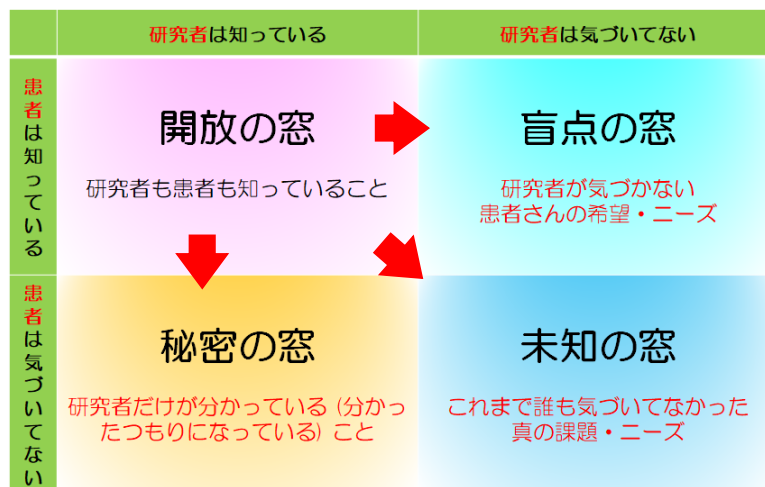 研究者は知っている
研究者は気づいてない
患者は知っている
開放の窓
研究者も患者も知っていること
盲点の窓
研究者が気づかない
患者さんの希望・ニーズ
患者は気づいてない
秘密の窓
研究者だけが分かっている (分かっ
たつもりになっている) こと
未知の窓
これまで誰も気づいてなかった
真の課題・ニーズ